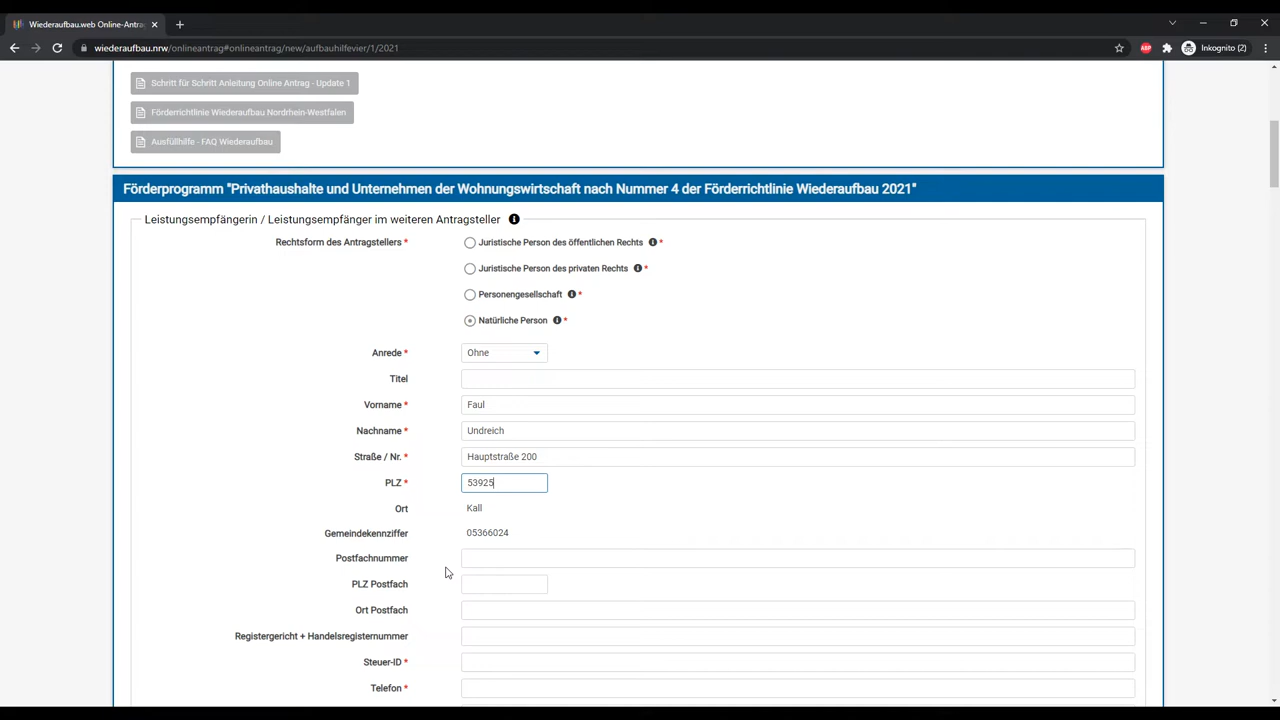 Wiederaufbau.web Online-Antra
wiederaufbau.nrw/onlineantrag#onlineantrag/new/aufbauhilfevier/1/2021
ABP
Inkognito (2)
Schritt für Schritt Anleitung Online Antrag - Update 1
Förderrichtlinie Wiederaufbau Nordrhein-Westfalen
Ausfüllhilfe - FAQ Wiederaufbau
Förderprogramm "Privathaushalte und Unternehmen der Wohnungswirtschaft nach Nummer 4 der Förderrichtlinie Wiederaufbau 2021"
Leistungsempfängerin / Leistungsempfänger im weiteren Antragsteller
Rechtsform des Antragstellers *
Juristische Person des öffentlichen Rechts *
Juristische Person des privaten Rechts *
Personengesellschaft *
Natürliche Person *
Anrede * Ohne
Titel
Vorname * Faul
Nachname * Undreich
Straße / Nr. * Hauptstraße 200
PLZ * 53925
Ort Kall
Gemeindekennziffer 05366024
Postfachnummer
PLZ Postfach
Ort Postfach
Registergericht + Handelsregisternummer
Steuer-ID *
Telefon *